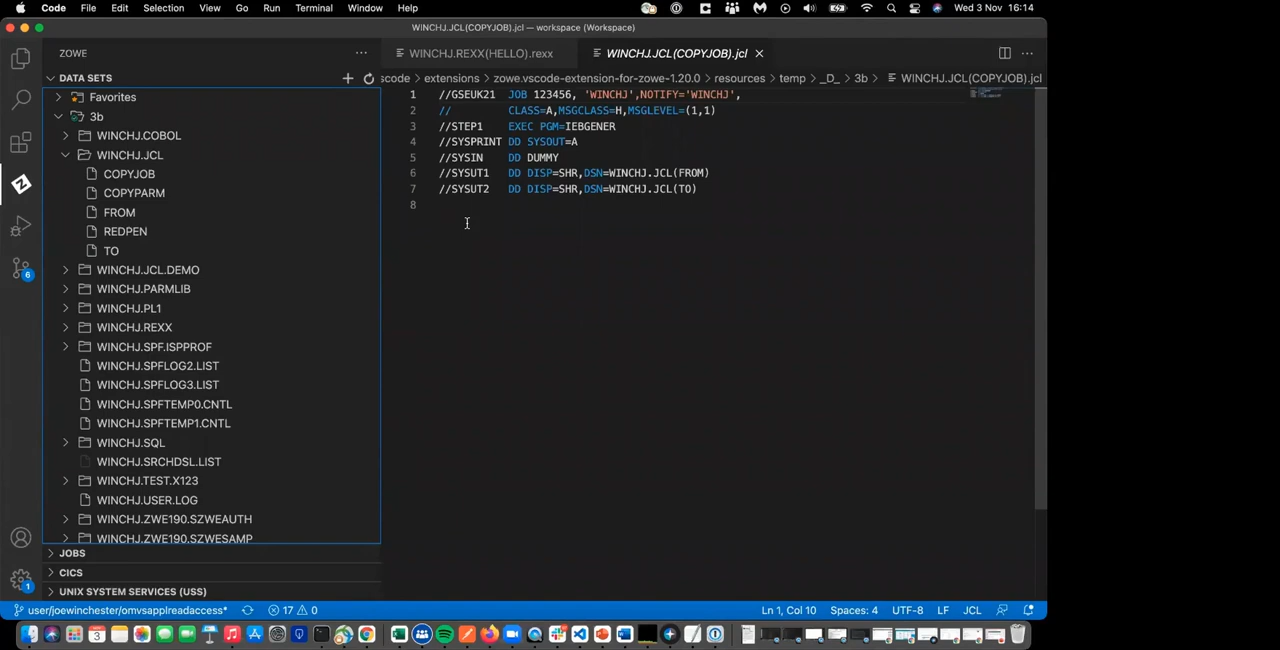 Code File Edit Selection View Go Run Terminal Window Help Wed 3 Nov 16:14
WINCHJ.JCL(COPYJOB).jcl — workspace (Workspace)
ZOWE
WINCHJ.REXX(HELLO).rexx WINCHJ.JCL(COPYJOB).jcl
DATA SETS
scode > extensions > zowe.vscode-extension-for-zowe-1.20.0 > resources > temp > _D_ > 3b > WINCHJ.JCL(COPYJOB).jcl
Favorites
3b
WINCHJ.COBOL
WINCHJ.JCL
COPYJOB
COPYPARM
FROM
REDPEN
TO
WINCHJ.JCL.DEMO
WINCHJ.PARMLIB
WINCHJ.PL1
WINCHJ.REXX
WINCHJ.SPF.ISPPROF
WINCHJ.SPFLOG2.LIST
WINCHJ.SPFLOG3.LIST
WINCHJ.SPFTEMP0.CNTL
WINCHJ.SPFTEMP1.CNTL
WINCHJ.SQL
WINCHJ.SRCHDSL.LIST
WINCHJ.TEST.X123
WINCHJ.USER.LOG
WINCHJ.ZWE190.SZWEAUTH
WINCHJ.ZWE190.SZWESAMP
JOBS
CICS
UNIX SYSTEM SERVICES (USS)
1 //GSEUK21 JOB 123456, 'WINCHJ',NOTIFY='WINCHJ',
2 // CLASS=A,MSGCLASS=H,MSGLEVEL=(1,1)
3 //STEP1 EXEC PGM=IEBGENER
4 //SYSPRINT DD SYSOUT=A
5 //SYSIN DD DUMMY
6 //SYSUT1 DD DISP=SHR,DSN=WINCHJ.JCL(FROM)
7 //SYSUT2 DD DISP=SHR,DSN=WINCHJ.JCL(TO)
8
6
1
user/joewinchester/omvsapplreadaccess* 17 0 Ln 1, Col 10 Spaces: 4 UTF-8 LF JCL
3